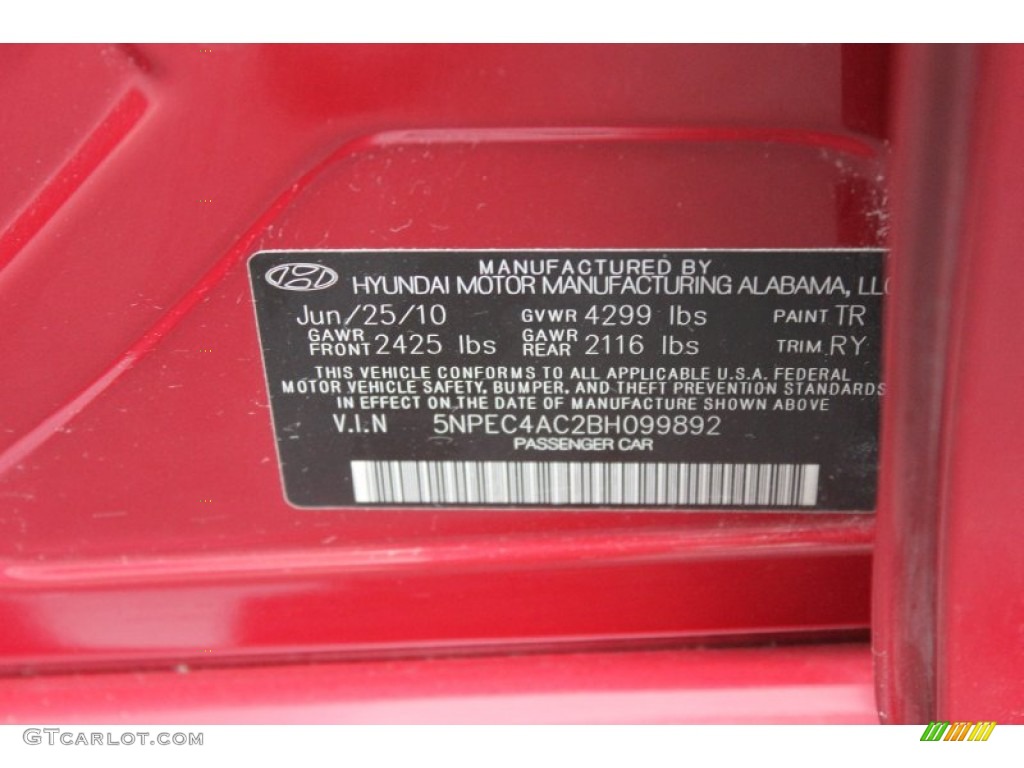 MANUFACTURED BY
HYUNDAI MOTOR MANUFACTURING ALABAMA, LLC
Jun/25/10 GVWR 4299 lbs PAINT TR
GAWR FRONT 2425 lbs GAWR REAR 2116 lbs TRIM RY
THIS VEHICLE CONFORMS TO ALL APPLICABLE U.S.A. FEDERAL
MOTOR VEHICLE SAFETY, BUMPER, AND THEFT PREVENTION STANDARDS
IN EFFECT ON THE DATE OF MANUFACTURE SHOWN ABOVE
V.I.N 5NPEC4AC2BH099892
PASSENGER CAR
GTCARLOT.COM